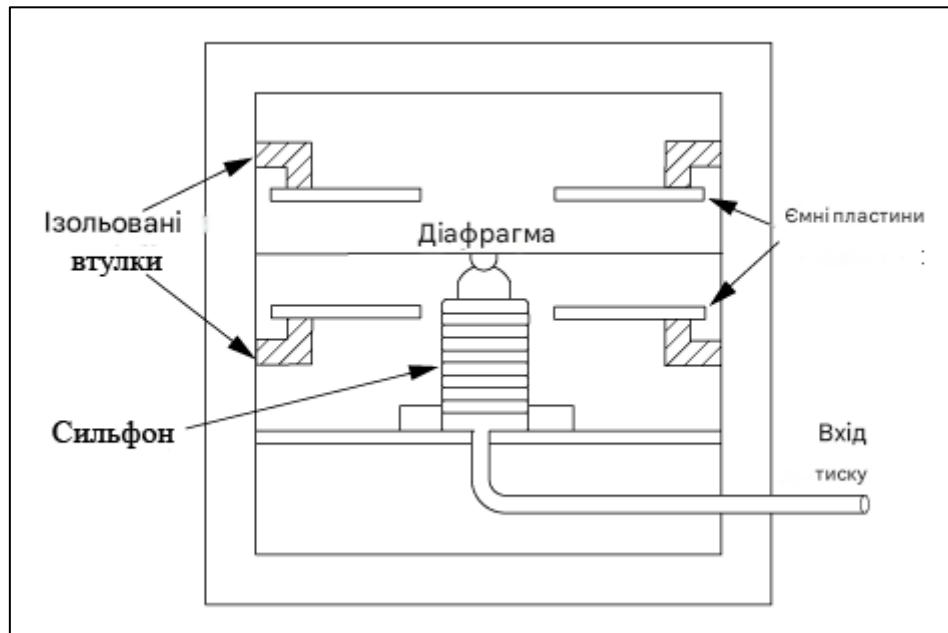 Ізольовані
втулки
Діафрагма
Ємні пластини
Сильфон
Вхід
тиску